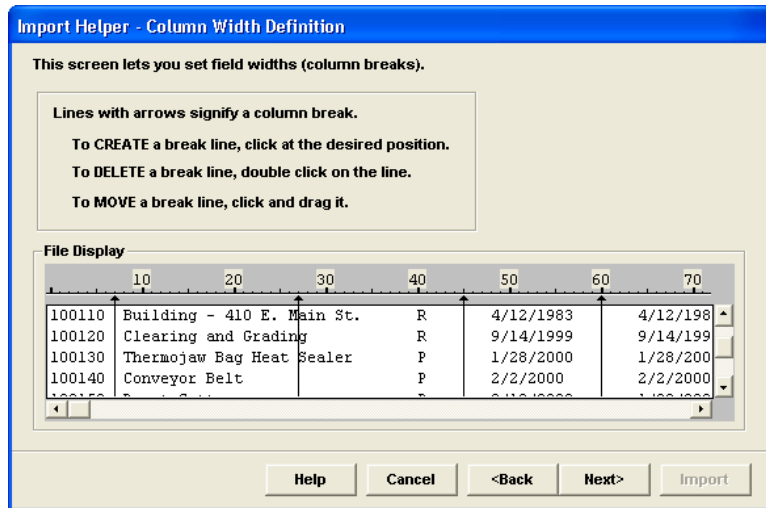 Import Helper - Column Width Definition
This screen lets you set field widths (column breaks).
Lines with arrows signify a column break.
To CREATE a break line, click at the desired position.
To DELETE a break line, double click on the line.
To MOVE a break line, click and drag it.
File Display
10 20 30 40 50 60 70
100110 Building - 410 E. Main St. R 4/12/1983 4/12/198
100120 Clearing and Grading R 9/14/1999 9/14/199
100130 Thermojaw Bag Heat Sealer P 1/28/2000 1/28/200
100140 Conveyor Belt P 2/2/2000 2/2/200
Help Cancel <Back Next> Import